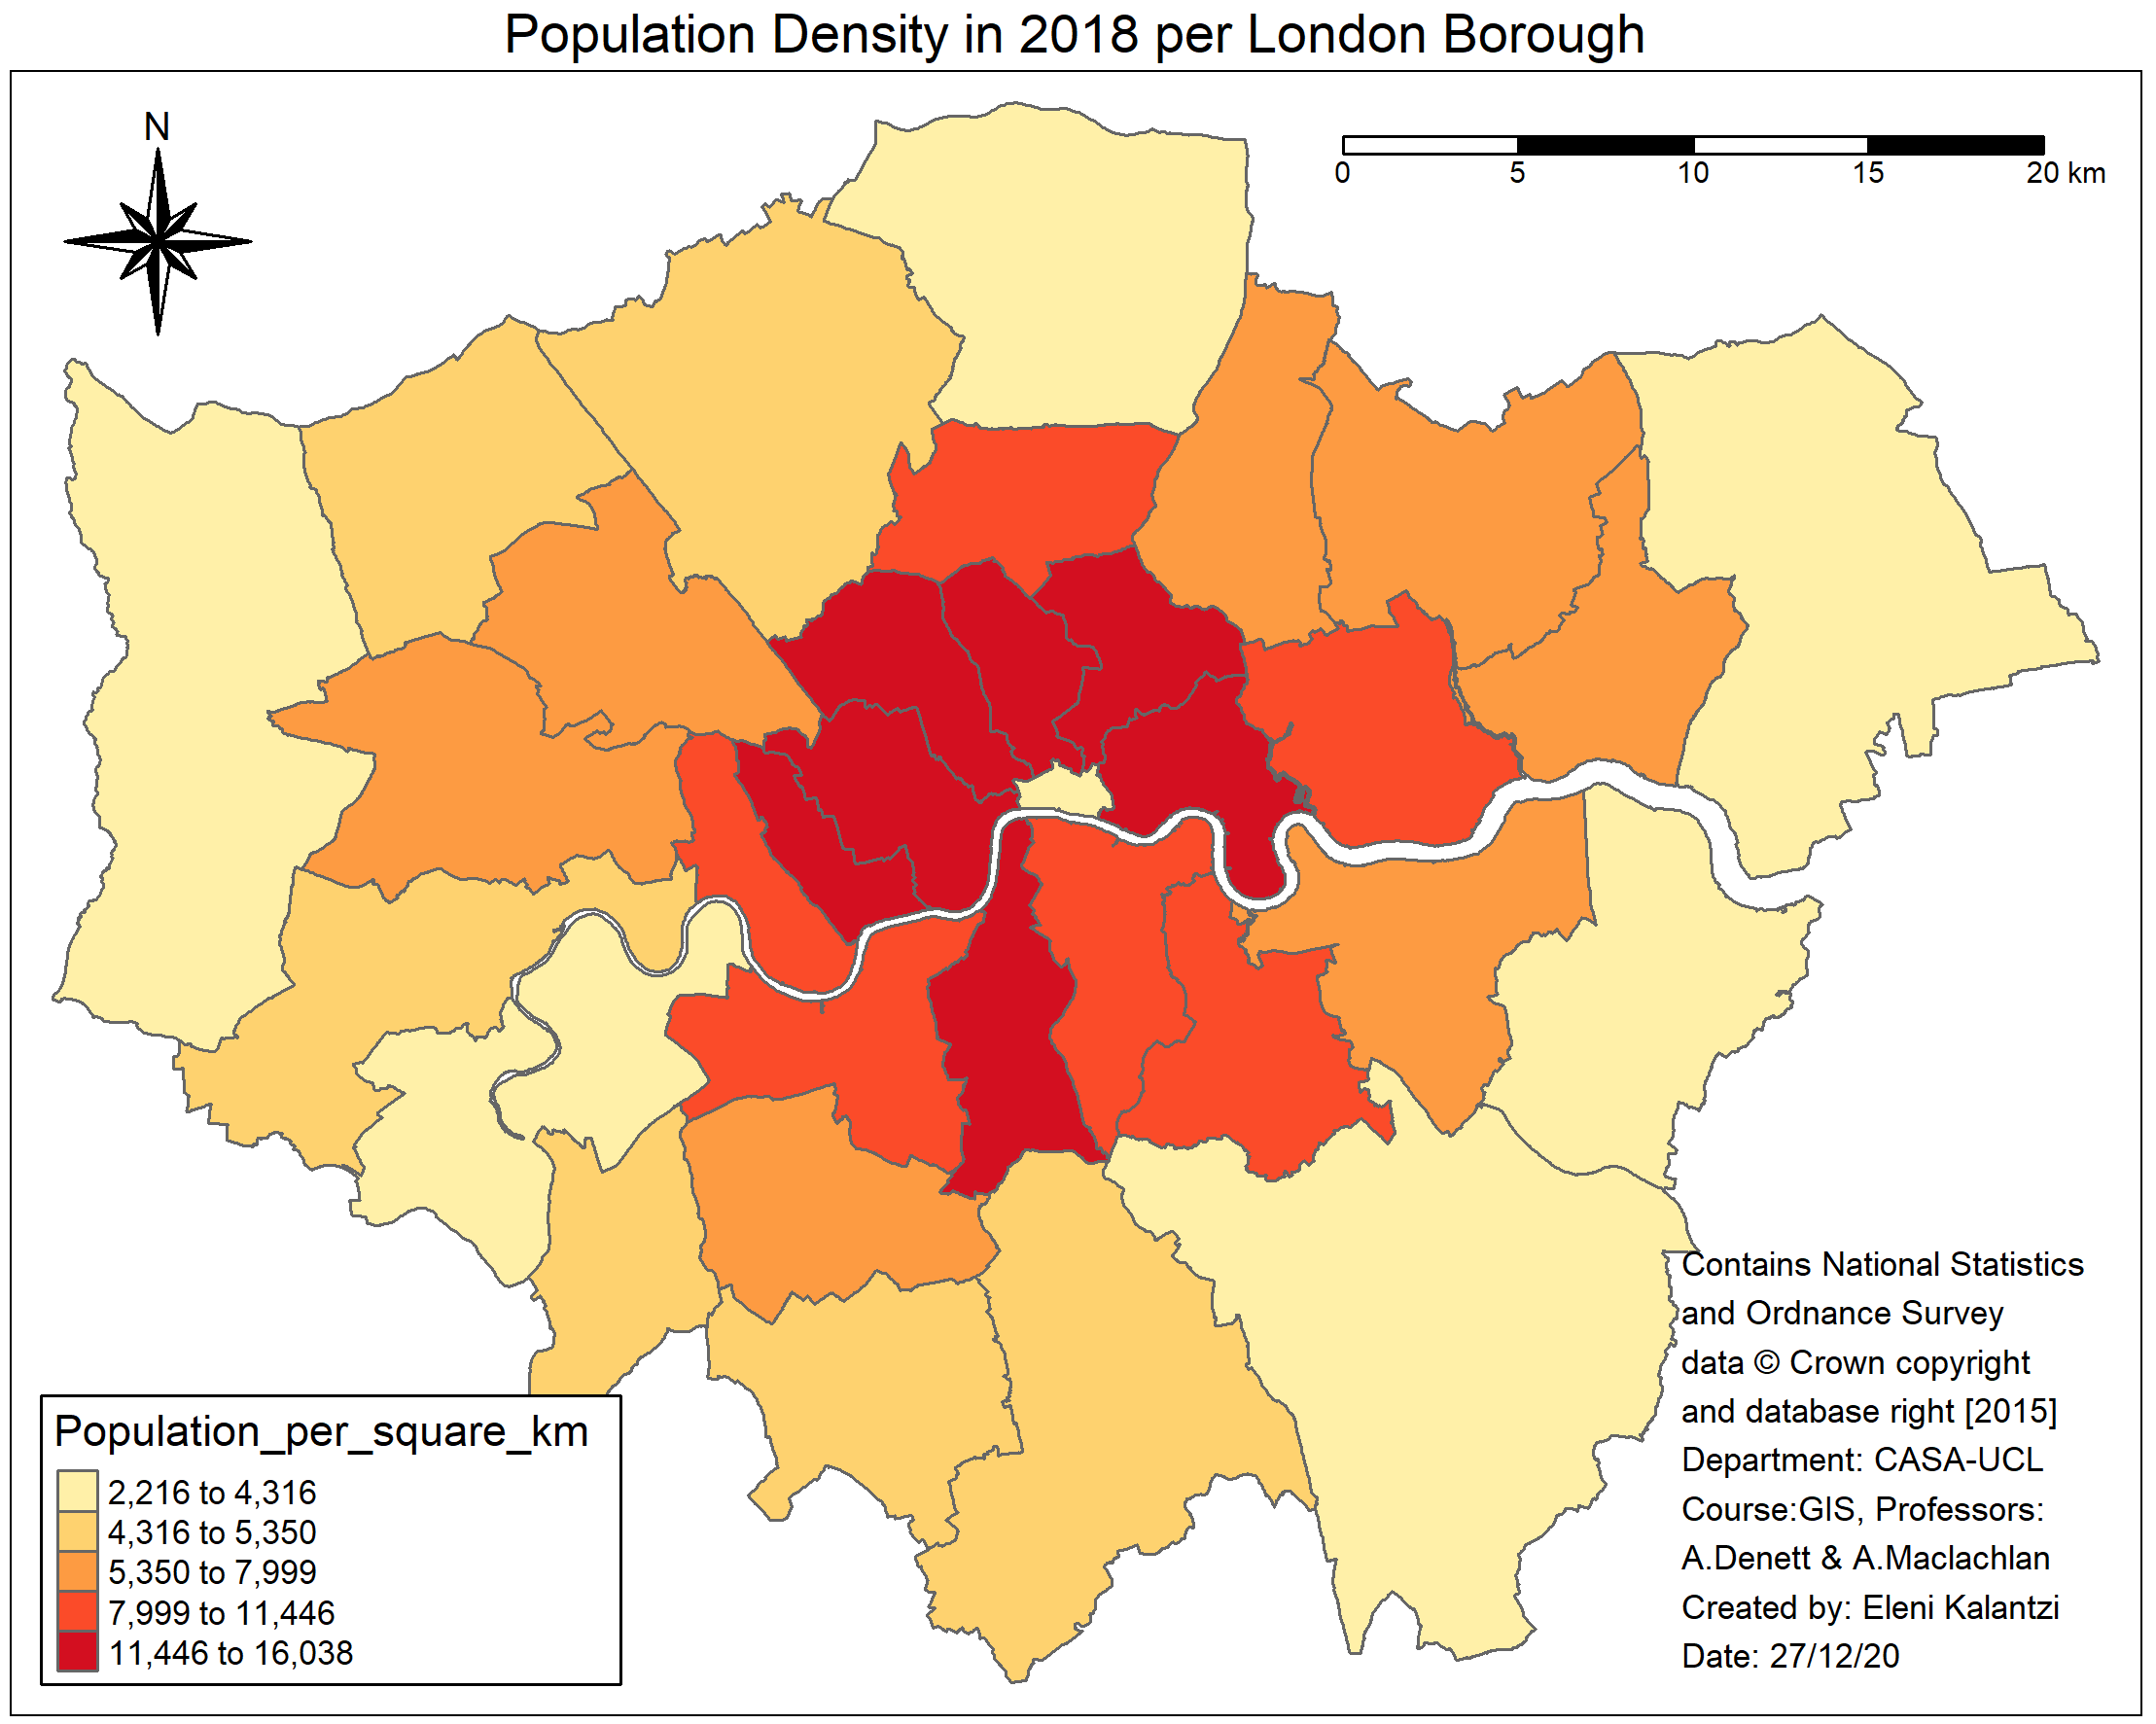 Population Density in 2018 per London Borough
N
0 5 10 15 20 km
Contains National Statistics
and Ordnance Survey
data © Crown copyright
and database right [2015]
Department: CASA-UCL
Course:GIS, Professors:
A.Denett & A.Maclachlan
Created by: Eleni Kalantzi
Date: 27/12/20
Population_per_square_km
2,216 to 4,316
4,316 to 5,350
5,350 to 7,999
7,999 to 11,446
11,446 to 16,038